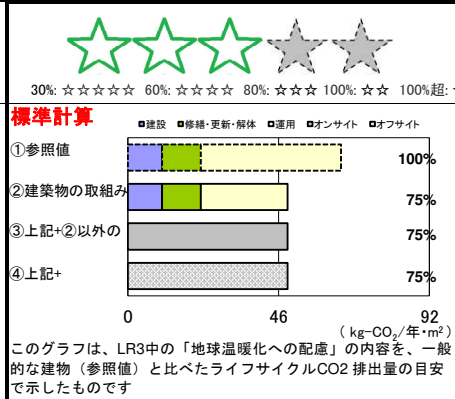 30%: ☆☆☆☆☆ 60%: ☆☆☆☆ 80%: ☆☆☆ 100%: ☆☆ 100%超:
標準計算
■建設 ■修繕・更新・解体 □運用 □オンサイト □オフサイト
①参照値 100%
②建築物の取組み 75%
③上記+②以外の 75%
④上記+ 75%
0 46 92
( kg-CO₂/年・m² )
このグラフは、LR3中の「地球温暖化への配慮」の内容を、一般
的な建物（参照値）と比べたライフサイクルCO2 排出量の目安
で示したものです